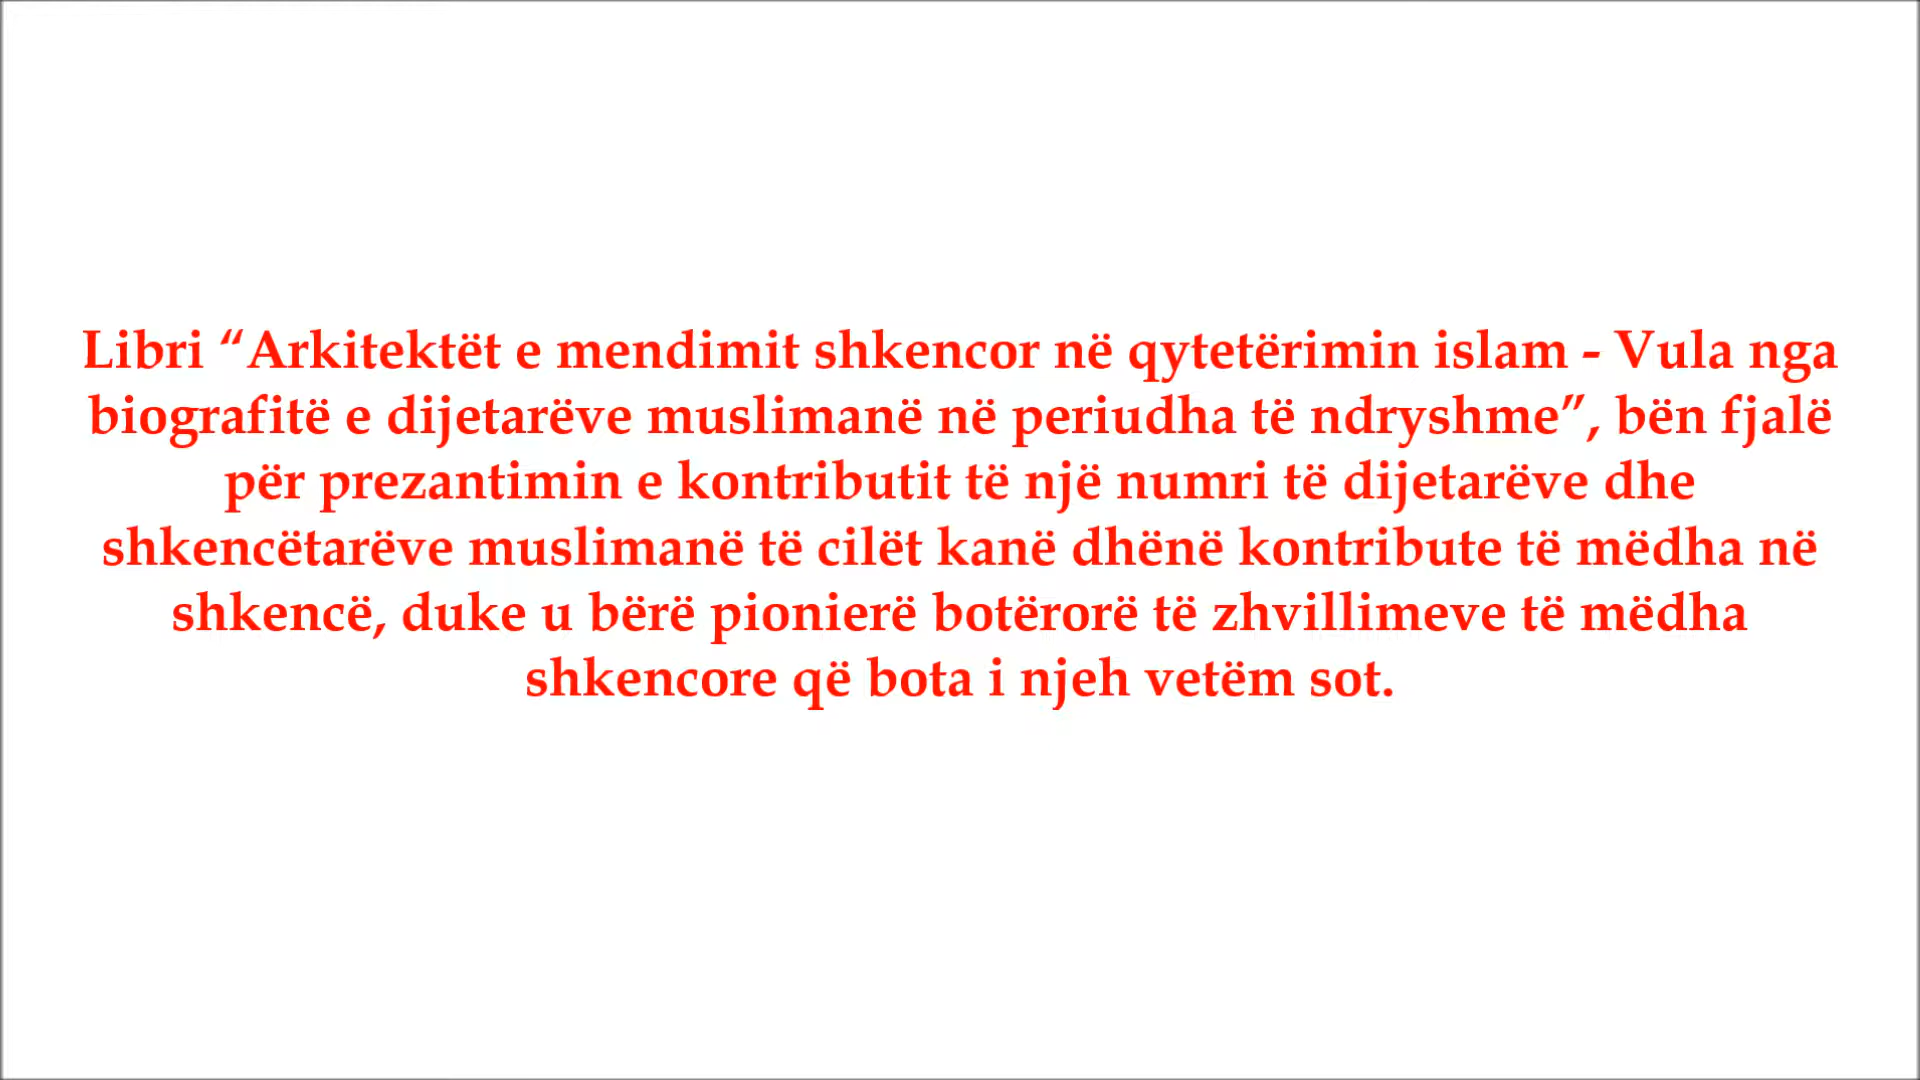 Libri “Arkitektët e mendimit shkencor në qytetërimin islam - Vula nga
biografitë e dijetarëve muslimanë në periudha të ndryshme”, bën fjalë
për prezantimin e kontributit të një numri të dijetarëve dhe
shkencëtarëve muslimanë të cilët kanë dhënë kontribute të mëdha në
shkencë, duke u bërë pionierë botërorë të zhvillimeve të mëdha
shkencore që bota i njeh vetëm sot.